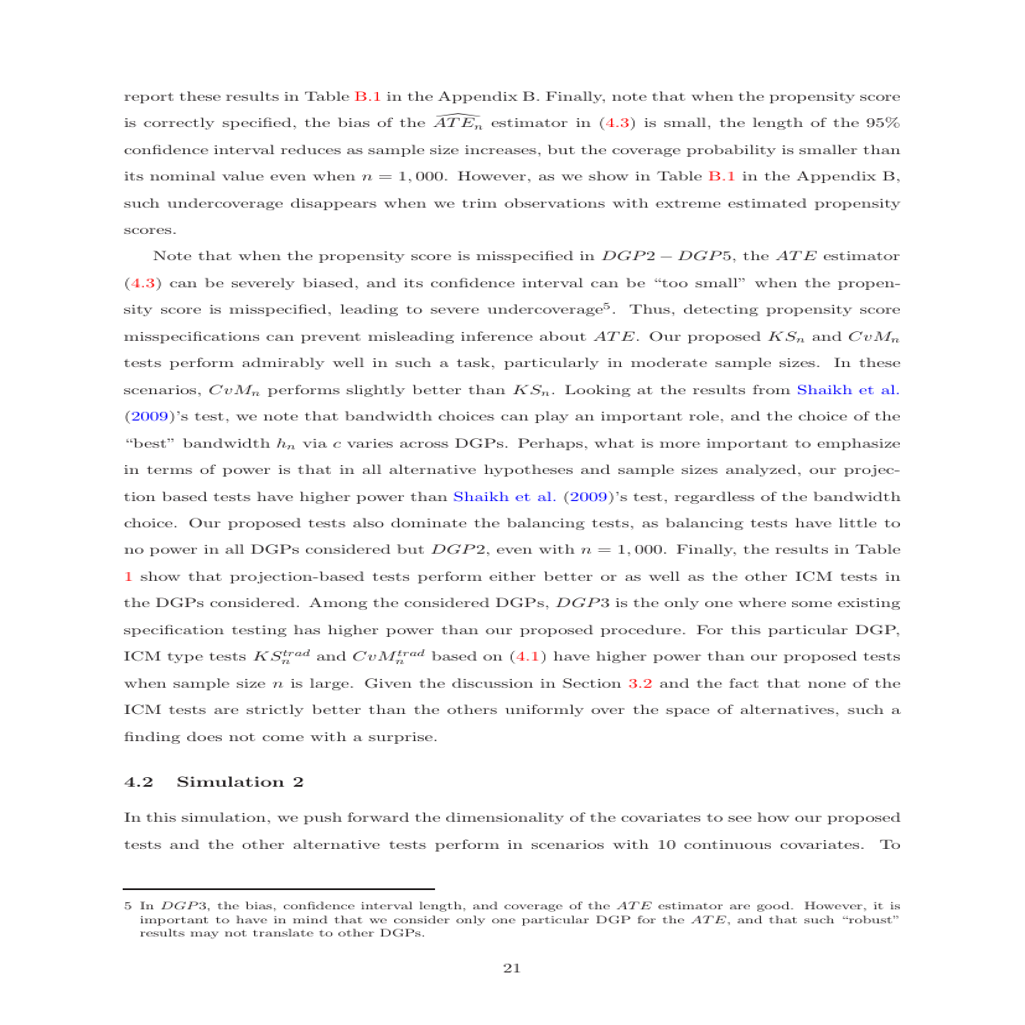 report these results in Table B.1 in the Appendix B. Finally, note that when the propensity score
is correctly specified, the bias of the $\widehat{ATE}_n$ estimator in (4.3) is small, the length of the 95%
confidence interval reduces as sample size increases, but the coverage probability is smaller than
its nominal value even when n = 1, 000. However, as we show in Table B.1 in the Appendix B,
such undercoverage disappears when we trim observations with extreme estimated propensity
scores.
Note that when the propensity score is misspecified in DGP2 − DGP5, the ATE estimator
(4.3) can be severely biased, and its confidence interval can be “too small” when the propen-
sity score is misspecified, leading to severe undercoverage⁵. Thus, detecting propensity score
misspecifications can prevent misleading inference about ATE. Our proposed $KS_n$ and $CvM_n$
tests perform admirably well in such a task, particularly in moderate sample sizes. In these
scenarios, $CvM_n$ performs slightly better than $KS_n$. Looking at the results from Shaikh et al.
(2009)’s test, we note that bandwidth choices can play an important role, and the choice of the
“best” bandwidth $h_n$ via c varies across DGPs. Perhaps, what is more important to emphasize
in terms of power is that in all alternative hypotheses and sample sizes analyzed, our projec-
tion based tests have higher power than Shaikh et al. (2009)’s test, regardless of the bandwidth
choice. Our proposed tests also dominate the balancing tests, as balancing tests have little to
no power in all DGPs considered but DGP2, even with n = 1, 000. Finally, the results in Table
1 show that projection-based tests perform either better or as well as the other ICM tests in
the DGPs considered. Among the considered DGPs, DGP3 is the only one where some existing
specification testing has higher power than our proposed procedure. For this particular DGP,
ICM type tests $KS_n^{trad}$ and $CvM_n^{trad}$ based on (4.1) have higher power than our proposed tests
when sample size n is large. Given the discussion in Section 3.2 and the fact that none of the
ICM tests are strictly better than the others uniformly over the space of alternatives, such a
finding does not come with a surprise.
4.2 Simulation 2
In this simulation, we push forward the dimensionality of the covariates to see how our proposed
tests and the other alternative tests perform in scenarios with 10 continuous covariates. To
5 In DGP3, the bias, confidence interval length, and coverage of the ATE estimator are good. However, it is
important to have in mind that we consider only one particular DGP for the ATE, and that such “robust”
results may not translate to other DGPs.
21